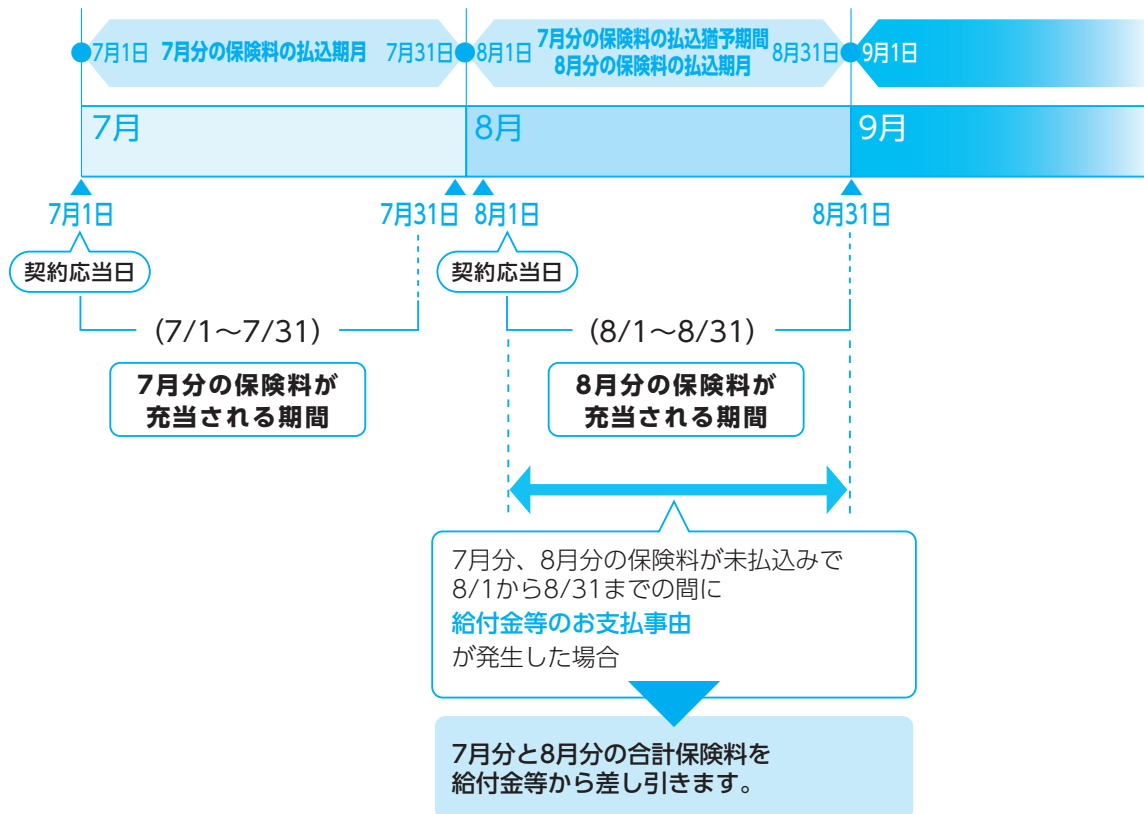 7月1日 7月分の保険料の払込期月 7月31日
8月1日 7月分の保険料の払込猶予期間
8月分の保険料の払込期月 8月31日
9月1日
7月 8月 9月
7月1日 7月31日 8月1日 8月31日
契約応当日 契約応当日
(7/1～7/31) (8/1～8/31)
7月分の保険料が
充当される期間
8月分の保険料が
充当される期間
7月分、8月分の保険料が未払込みで
8/1から8/31までの間に
給付金等のお支払事由
が発生した場合
7月分と8月分の合計保険料を
給付金等から差し引きます。